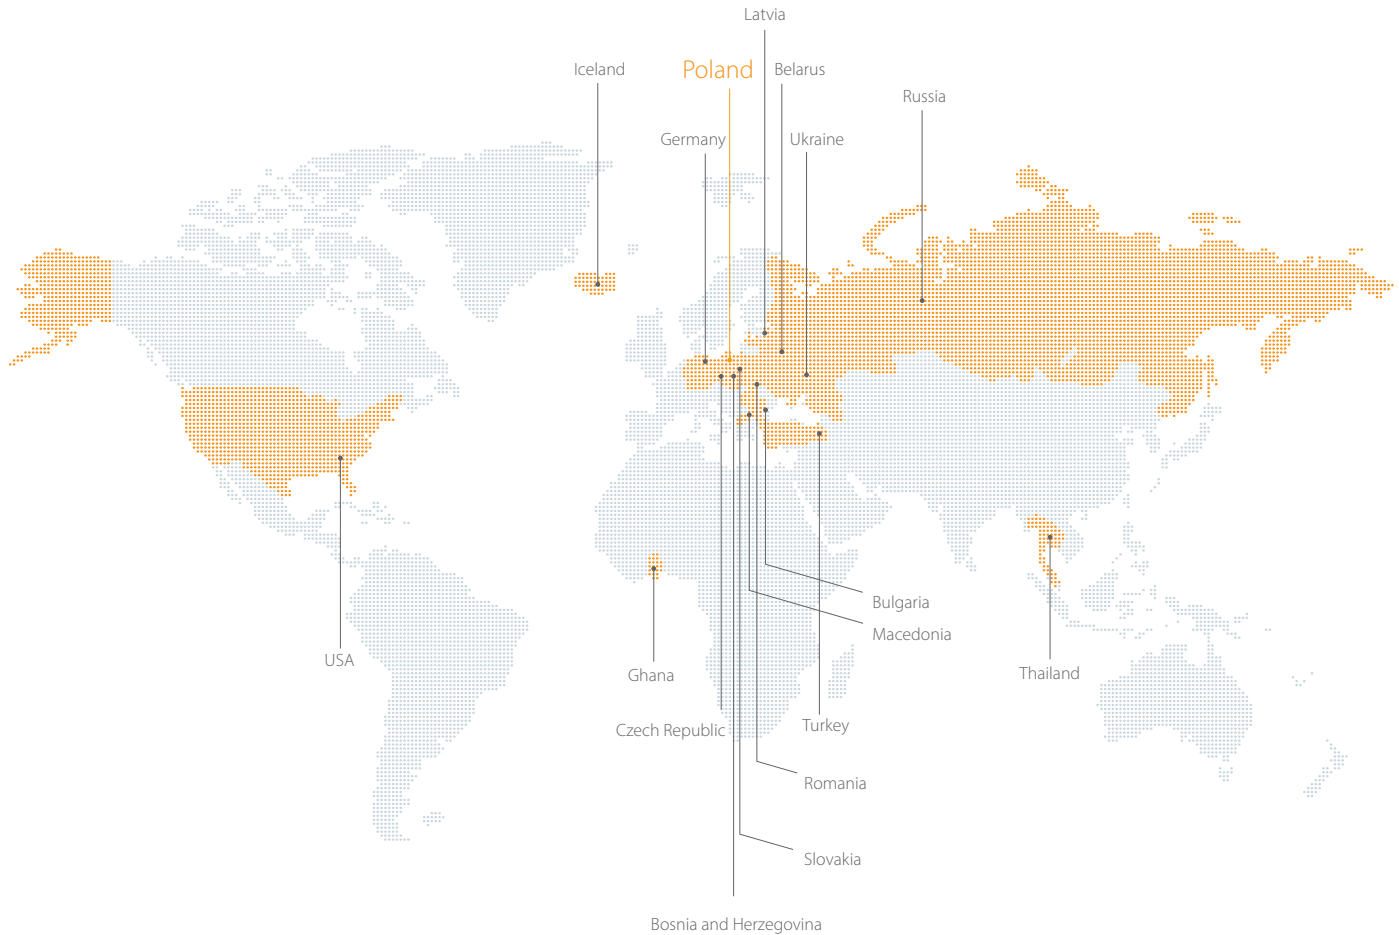 Latvia
Iceland
Poland
Belarus
Russia
Germany
Ukraine
Bulgaria
Macedonia
USA
Ghana
Thailand
Czech Republic
Turkey
Romania
Slovakia
Bosnia and Herzegovina